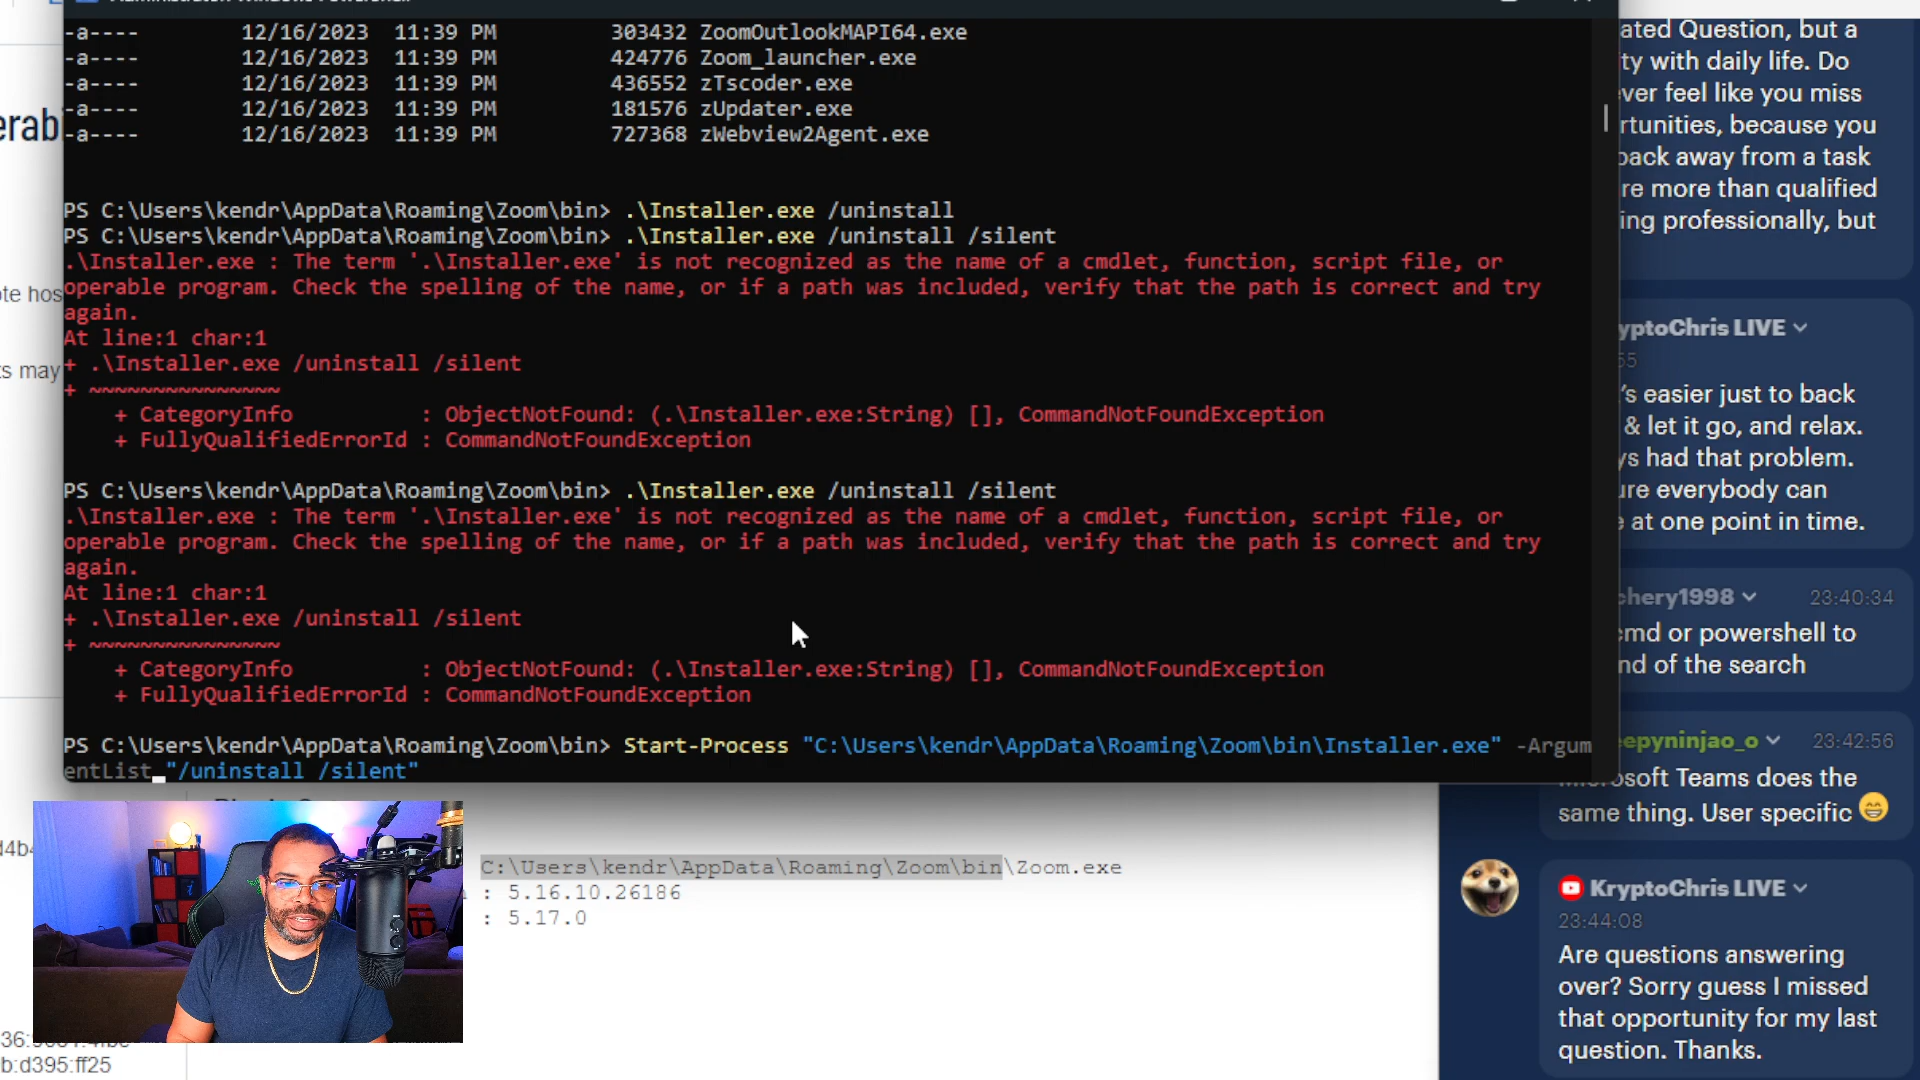 -a---- 12/16/2023 11:39 PM 303432 ZoomOutlookMAPI64.exe
-a---- 12/16/2023 11:39 PM 424776 Zoom_launcher.exe
-a---- 12/16/2023 11:39 PM 436552 zTscoder.exe
-a---- 12/16/2023 11:39 PM 181576 zUpdater.exe
-a---- 12/16/2023 11:39 PM 727368 zWebview2Agent.exe
PS C:\Users\kendr\AppData\Roaming\Zoom\bin> .\Installer.exe /uninstall
PS C:\Users\kendr\AppData\Roaming\Zoom\bin> .\Installer.exe /uninstall /silent
.\Installer.exe : The term '.\Installer.exe' is not recognized as the name of a cmdlet, function, script file, or
operable program. Check the spelling of the name, or if a path was included, verify that the path is correct and try
again.
At line:1 char:1
+ .\Installer.exe /uninstall /silent
+ ~~~~~~~~~~~~~~~
+ CategoryInfo : ObjectNotFound: (.\Installer.exe:String) [], CommandNotFoundException
+ FullyQualifiedErrorId : CommandNotFoundException
PS C:\Users\kendr\AppData\Roaming\Zoom\bin> .\Installer.exe /uninstall /silent
.\Installer.exe : The term '.\Installer.exe' is not recognized as the name of a cmdlet, function, script file, or
operable program. Check the spelling of the name, or if a path was included, verify that the path is correct and try
again.
At line:1 char:1
+ .\Installer.exe /uninstall /silent
+ ~~~~~~~~~~~~~~~
+ CategoryInfo : ObjectNotFound: (.\Installer.exe:String) [], CommandNotFoundException
+ FullyQualifiedErrorId : CommandNotFoundException
PS C:\Users\kendr\AppData\Roaming\Zoom\bin> Start-Process "C:\Users\kendr\AppData\Roaming\Zoom\bin\Installer.exe" -Argum
entList "/uninstall /silent"
erabi
te hos
s may
C:\Users\kendr\AppData\Roaming\Zoom\bin\Zoom.exe
: 5.16.10.26186
: 5.17.0
b:d395:ff25
ated Question, but a
ty with daily life. Do
ver feel like you miss
rtunities, because you
back away from a task
re more than qualified
ing professionally, but
yptoChris LIVE
55
's easier just to back
& let it go, and relax.
ys had that problem.
ure everybody can
at one point in time.
chery1998 23:40:34
cmd or powershell to
nd of the search
eepyninjao_o 23:42:56
Microsoft Teams does the
same thing. User specific 😁
KryptoChris LIVE
23:44:08
Are questions answering
over? Sorry guess I missed
that opportunity for my last
question. Thanks.